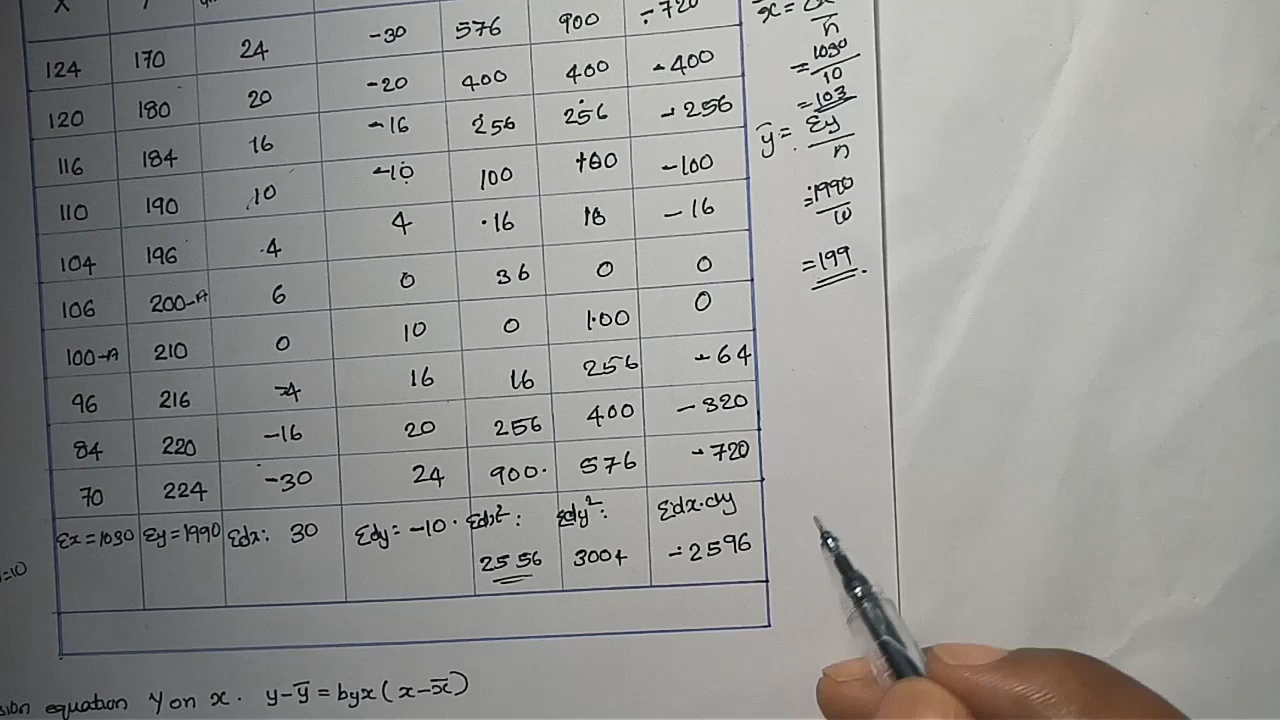 x
-30 576 900 -720 x̄ = Σx/n
124 170 24 -20 400 400 -400 = 1030/10
120 180 20 -16 256 256 -256 = 103
116 184 16 -10 100 100 -100 ȳ = Σy/n
110 190 10 4 16 16 -16 = 1990/10
104 196 4 0 36 0 0 = 199.
106 200-A 6 10 0 100 0
100-A 210 0 16 16 256 -64
96 216 -4 20 256 400 -320
84 220 -16 24 900 576 -720
70 224 -30
Σx=1030 Σy=1990 Σdx: 30 Σdy= -10. Σdx²: Σdy²: Σdx.dy
2556 3004 -2596
=10
equation Y on x. y-ȳ = byx(x-x̄)